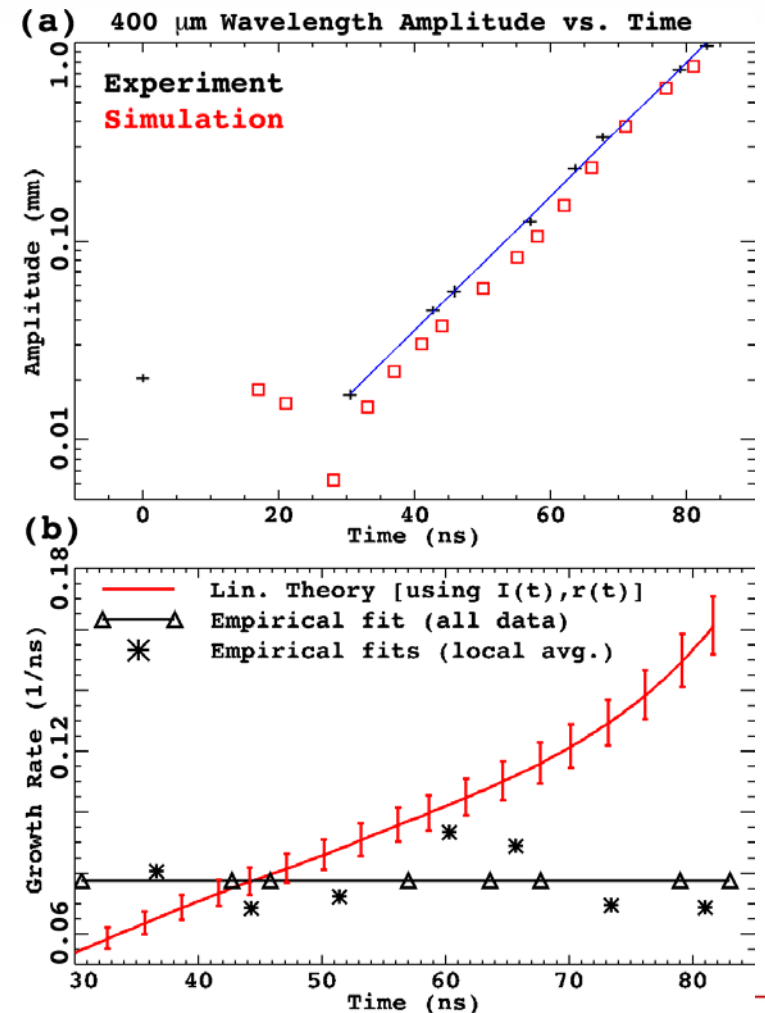 (a) 400 μm Wavelength Amplitude vs. Time
Experiment
Simulation
Amplitude (mm)
1.0
0.10
0.01
0 20 40 60 80
Time (ns)
(b)
Lin. Theory [using I(t),r(t)]
Empirical fit (all data)
Empirical fits (local avg.)
Growth Rate (1/ns)
0.18
0.12
0.06
30 40 50 60 70 80
Time (ns)